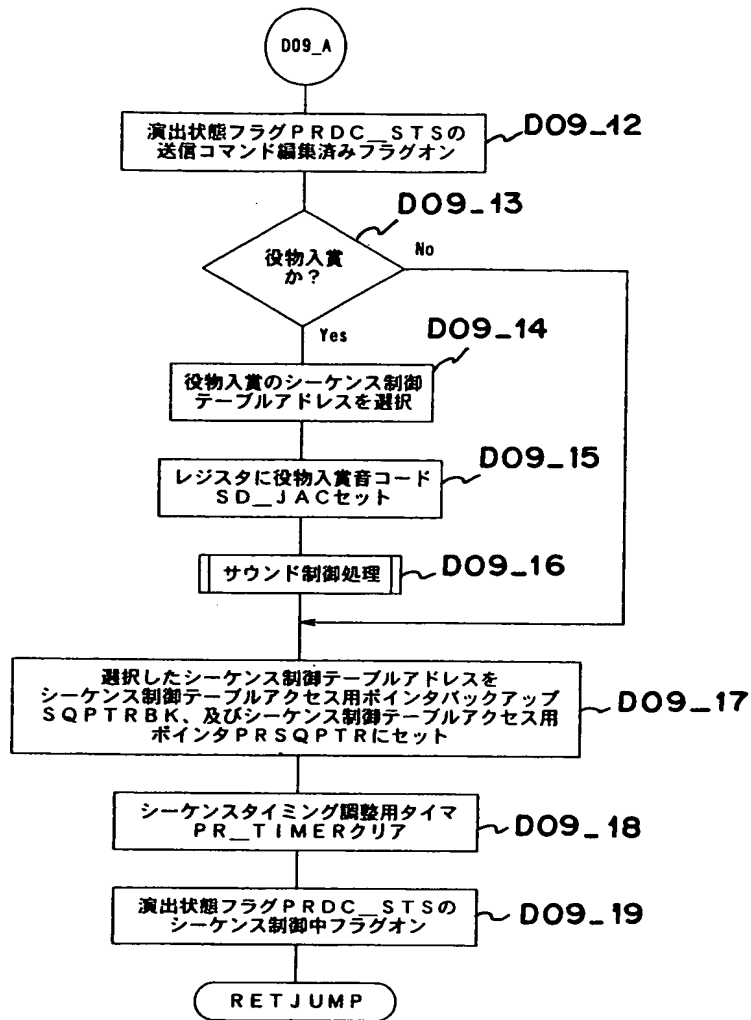 D09_A
演出状態フラグPRDC__STSの
送信コマンド編集済みフラグオン
D09_12
役物入賞
か?
D09_13
No
Yes
役物入賞のシーケンス制御
テーブルアドレスを選択
D09_14
レジスタに役物入賞音コード
SD__JACセット
D09_15
サウンド制御処理
D09_16
選択したシーケンス制御テーブルアドレスを
シーケンス制御テーブルアクセス用ポインタバックアップ
SQPTRBK、及びシーケンス制御テーブルアクセス用
ポインタPRSQPTRにセット
D09_17
シーケンスタイミング調整用タイマ
PR__TIMERクリア
D09_18
演出状態フラグPRDC__STSの
シーケンス制御中フラグオン
D09_19
RETJUMP